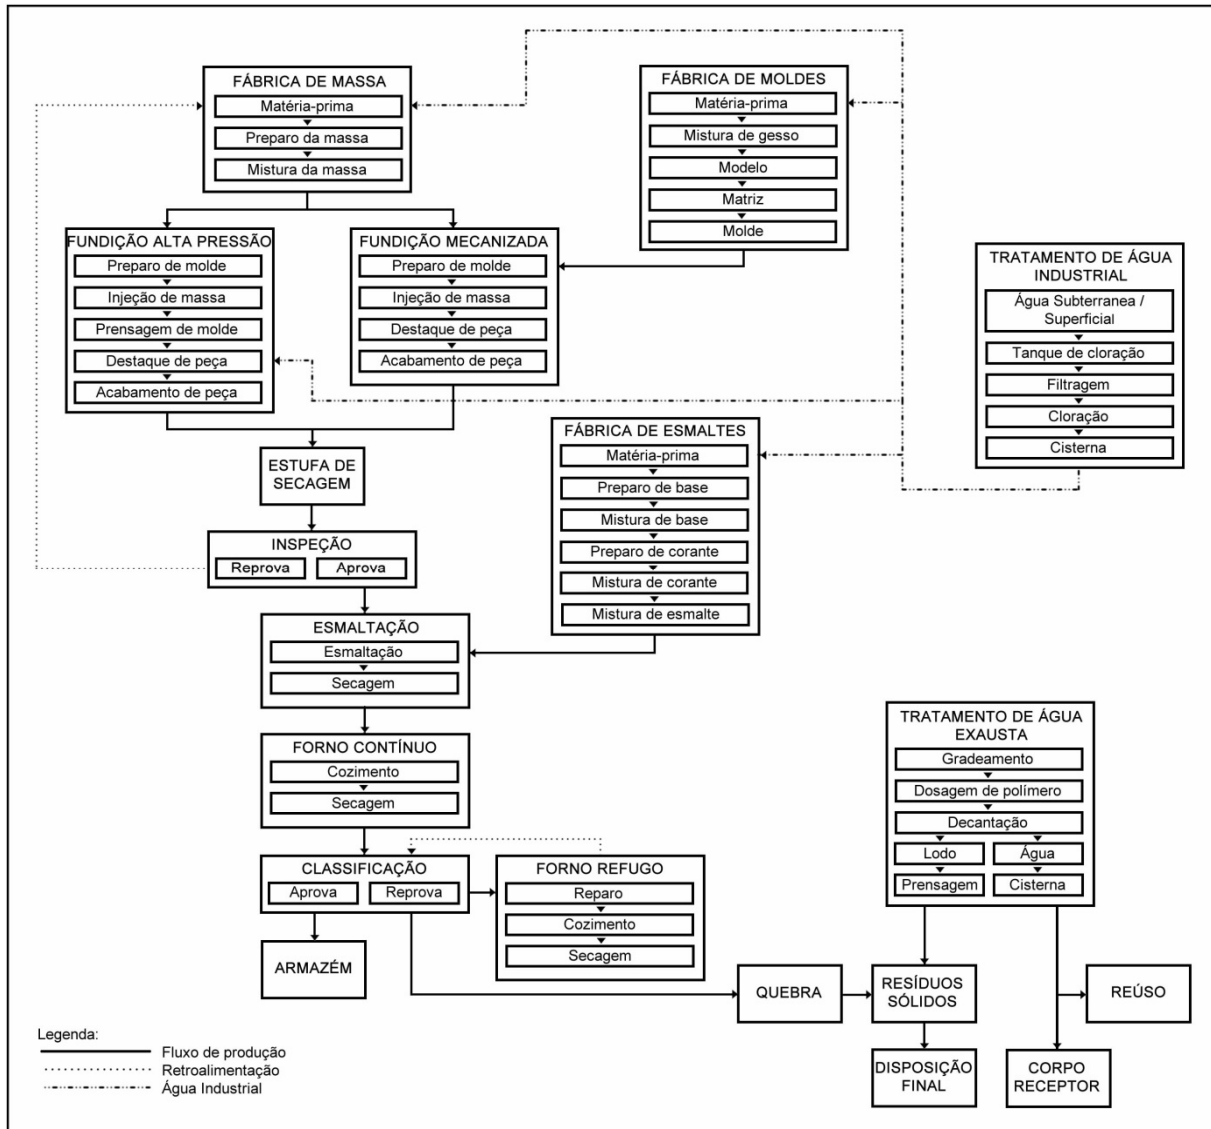 FÁBRICA DE MASSA
Matéria-prima
Preparo da massa
Mistura da massa
FÁBRICA DE MOLDES
Matéria-prima
Mistura de gesso
Modelo
Matriz
Molde
FUNDIÇÃO ALTA PRESSÃO
Preparo de molde
Injeção de massa
Prensagem de molde
Destaque de peça
Acabamento de peça
FUNDIÇÃO MECANIZADA
Preparo de molde
Injeção de massa
Destaque de peça
Acabamento de peça
TRATAMENTO DE ÁGUA
INDUSTRIAL
Água Subterranea /
Superficial
Tanque de cloração
Filtragem
Cloração
Cisterna
FÁBRICA DE ESMALTES
Matéria-prima
Preparo de base
Mistura de base
Preparo de corante
Mistura de corante
Mistura de esmalte
ESTUFA DE
SECAGEM
INSPEÇÃO
Reprova
Aprova
ESMALTAÇÃO
Esmaltação
Secagem
FORNO CONTÍNUO
Cozimento
Secagem
CLASSIFICAÇÃO
Aprova
Reprova
FORNO REFUGO
Reparo
Cozimento
Secagem
TRATAMENTO DE ÁGUA
EXAUSTA
Gradeamento
Dosagem de polímero
Decantação
Lodo
Água
Prensagem
Cisterna
ARMAZÉM
QUEBRA
RESÍDUOS
SÓLIDOS
REÚSO
DISPOSIÇÃO
FINAL
CORPO
RECEPTOR
Legenda:
Fluxo de produção
Retroalimentação
Água Industrial